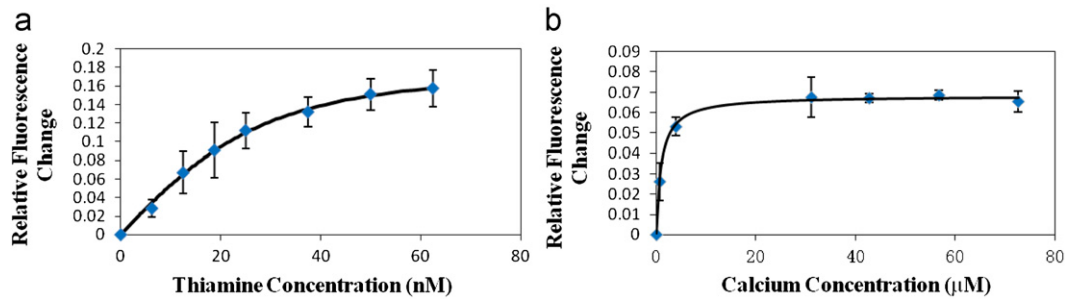 a
b
Relative Fluorescence
Change
0.2
0.18
0.16
0.14
0.12
0.1
0.08
0.06
0.04
0.02
0
0 20 40 60 80
Thiamine Concentration (nM)
Relative Fluorescence
Change
0.09
0.08
0.07
0.06
0.05
0.04
0.03
0.02
0.01
0
0 20 40 60 80
Calcium Concentration (μM)